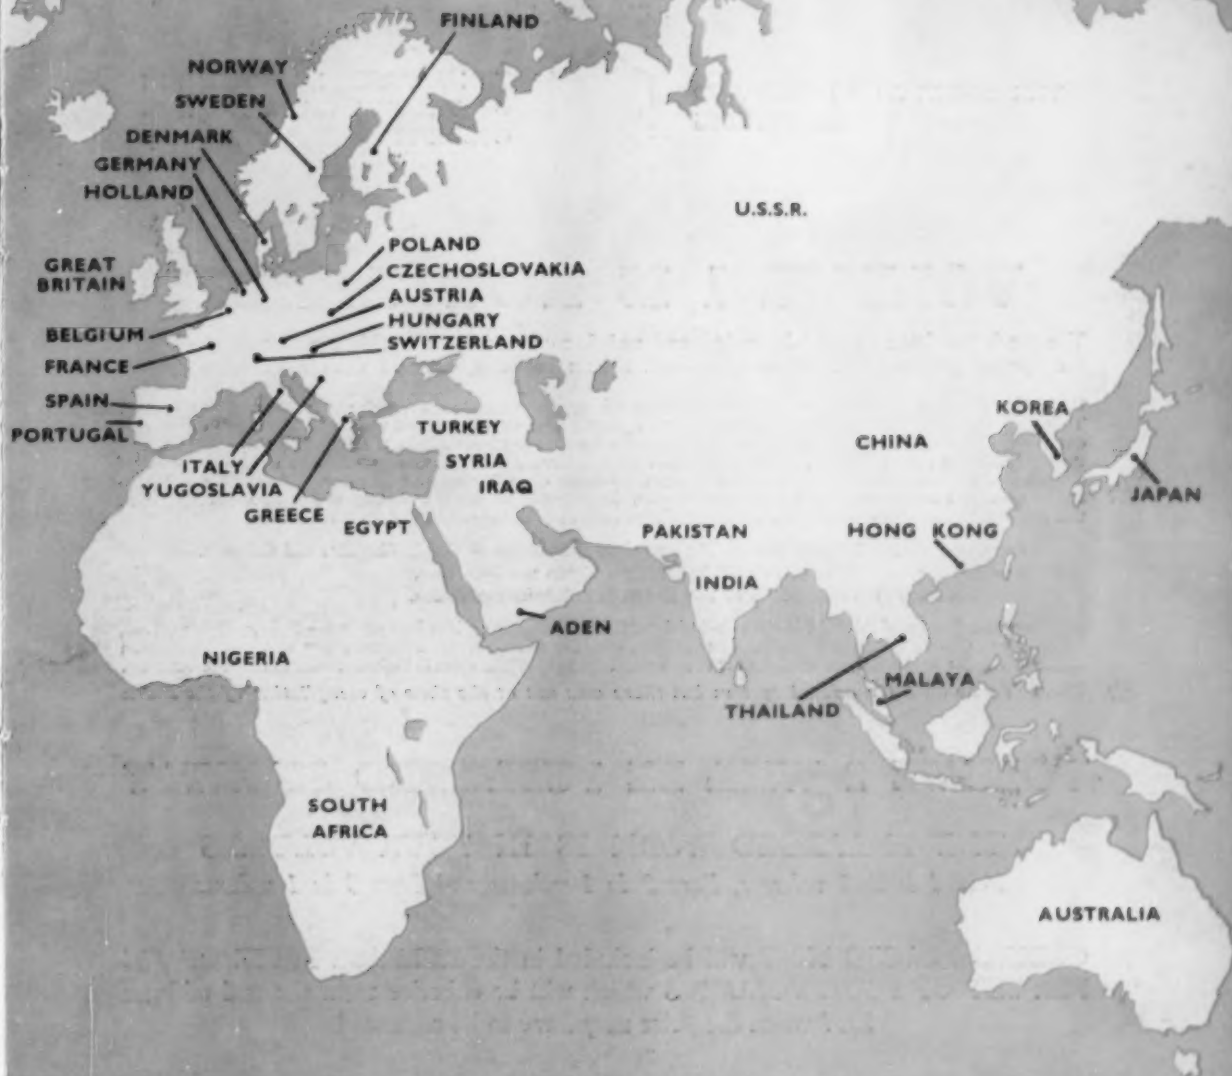 FINLAND
NORWAY
SWEDEN
DENMARK
GERMANY
HOLLAND
U.S.S.R.
GREAT
BRITAIN
POLAND
CZECHOSLOVAKIA
AUSTRIA
HUNGARY
SWITZERLAND
BELGIUM
FRANCE
SPAIN
PORTUGAL
ITALY
YUGOSLAVIA
GREECE
TURKEY
SYRIA
IRAQ
EGYPT
KOREA
CHINA
JAPAN
PAKISTAN
HONG KONG
INDIA
ADEN
NIGERIA
MALAYA
THAILAND
SOUTH
AFRICA
AUSTRALIA